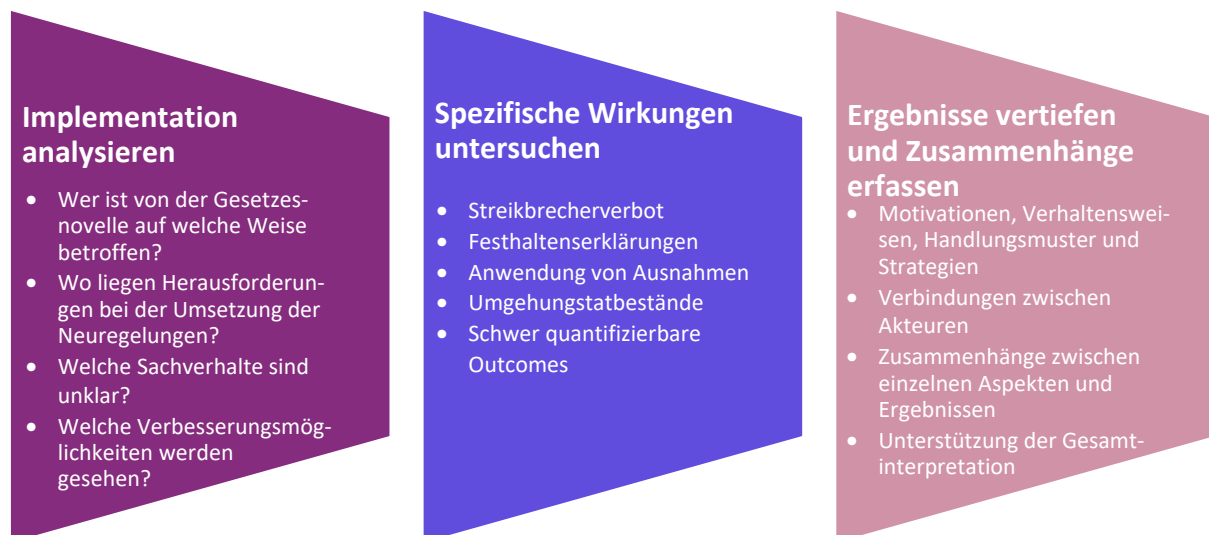 Implementation
analysieren
• Wer ist von der Gesetzes-
novelle auf welche Weise
betroffen?
• Wo liegen Herausforderun-
gen bei der Umsetzung der
Neuregelungen?
• Welche Sachverhalte sind
unklar?
• Welche Verbesserungsmög-
lichkeiten werden
gesehen?
Spezifische Wirkungen
untersuchen
• Streikbrecherverbot
• Festhaltenserklärungen
• Anwendung von Ausnahmen
• Umgehungstatbestände
• Schwer quantifizierbare
Outcomes
Ergebnisse vertiefen
und Zusammenhänge
erfassen
• Motivationen, Verhaltenswei-
sen, Handlungsmuster und
Strategien
• Verbindungen zwischen
Akteuren
• Zusammenhänge zwischen
einzelnen Aspekten und
Ergebnissen
• Unterstützung der Gesamt-
interpretation